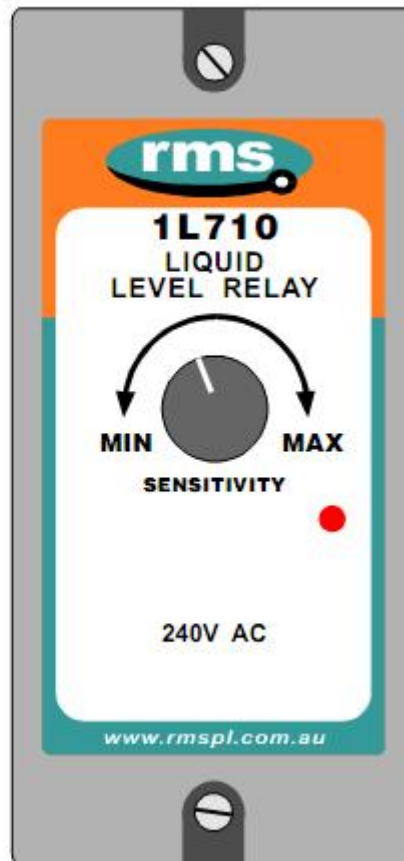 rms
1L710
LIQUID
LEVEL RELAY
MIN MAX
SENSITIVITY
240V AC
www.rmspl.com.au